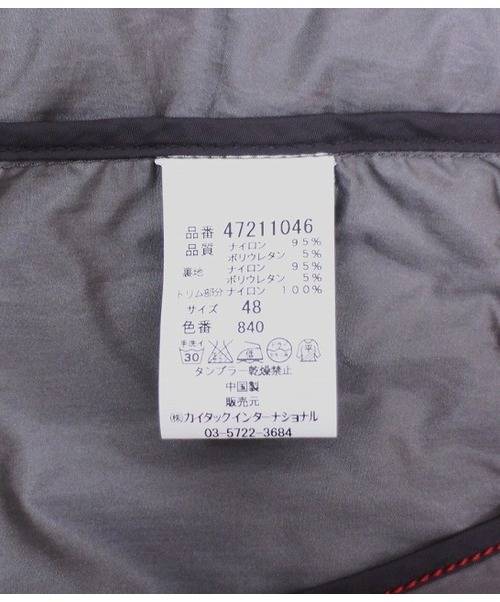 品番 47211046
品質 ナイロン 95%
ポリウレタン 5%
裏地 ナイロン 95%
ポリウレタン 5%
トリム部分 ナイロン 100%
サイズ 48
色番 840
手洗イ 30 平
タンブラー乾燥禁止
中国製
販売元
㈱カイタックインターナショナル
03-5722-3684